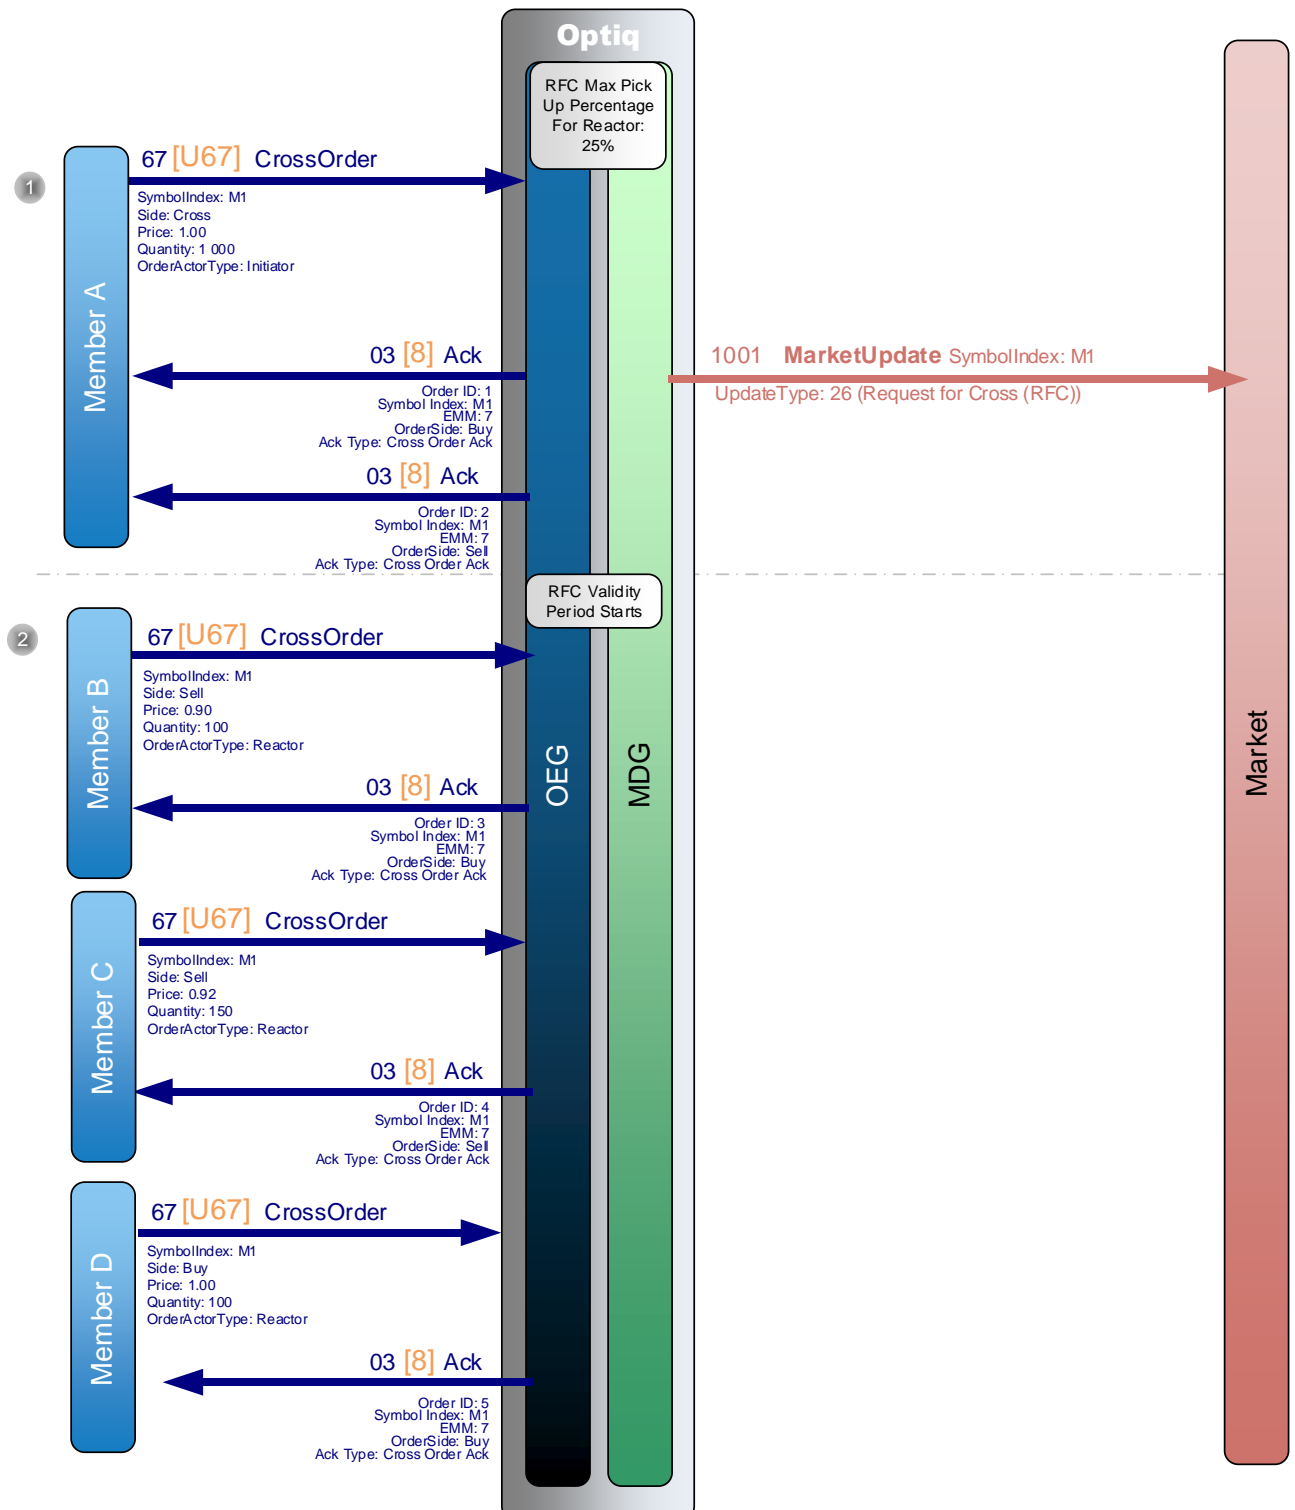 Optiq
RFC Max Pick
Up Percentage
For Reactor:
25%
1
Member A
67 [U67] CrossOrder
SymbolIndex: M1
Side: Cross
Price: 1.00
Quantity: 1 000
OrderActorType: Initiator
03 [8] Ack
Order ID: 1
Symbol Index: M1
EMM: 7
OrderSide: Buy
Ack Type: Cross Order Ack
1001 MarketUpdate SymbolIndex: M1
UpdateType: 26 (Request for Cross (RFC))
03 [8] Ack
Order ID: 2
Symbol Index: M1
EMM: 7
OrderSide: Sell
Ack Type: Cross Order Ack
RFC Validity
Period Starts
2
Member B
67 [U67] CrossOrder
SymbolIndex: M1
Side: Sell
Price: 0.90
Quantity: 100
OrderActorType: Reactor
03 [8] Ack
Order ID: 3
Symbol Index: M1
EMM: 7
OrderSide: Buy
Ack Type: Cross Order Ack
OEG
MDG
Market
Member C
67 [U67] CrossOrder
SymbolIndex: M1
Side: Sell
Price: 0.92
Quantity: 150
OrderActorType: Reactor
03 [8] Ack
Order ID: 4
Symbol Index: M1
EMM: 7
OrderSide: Sell
Ack Type: Cross Order Ack
Member D
67 [U67] CrossOrder
SymbolIndex: M1
Side: Buy
Price: 1.00
Quantity: 100
OrderActorType: Reactor
03 [8] Ack
Order ID: 5
Symbol Index: M1
EMM: 7
OrderSide: Buy
Ack Type: Cross Order Ack